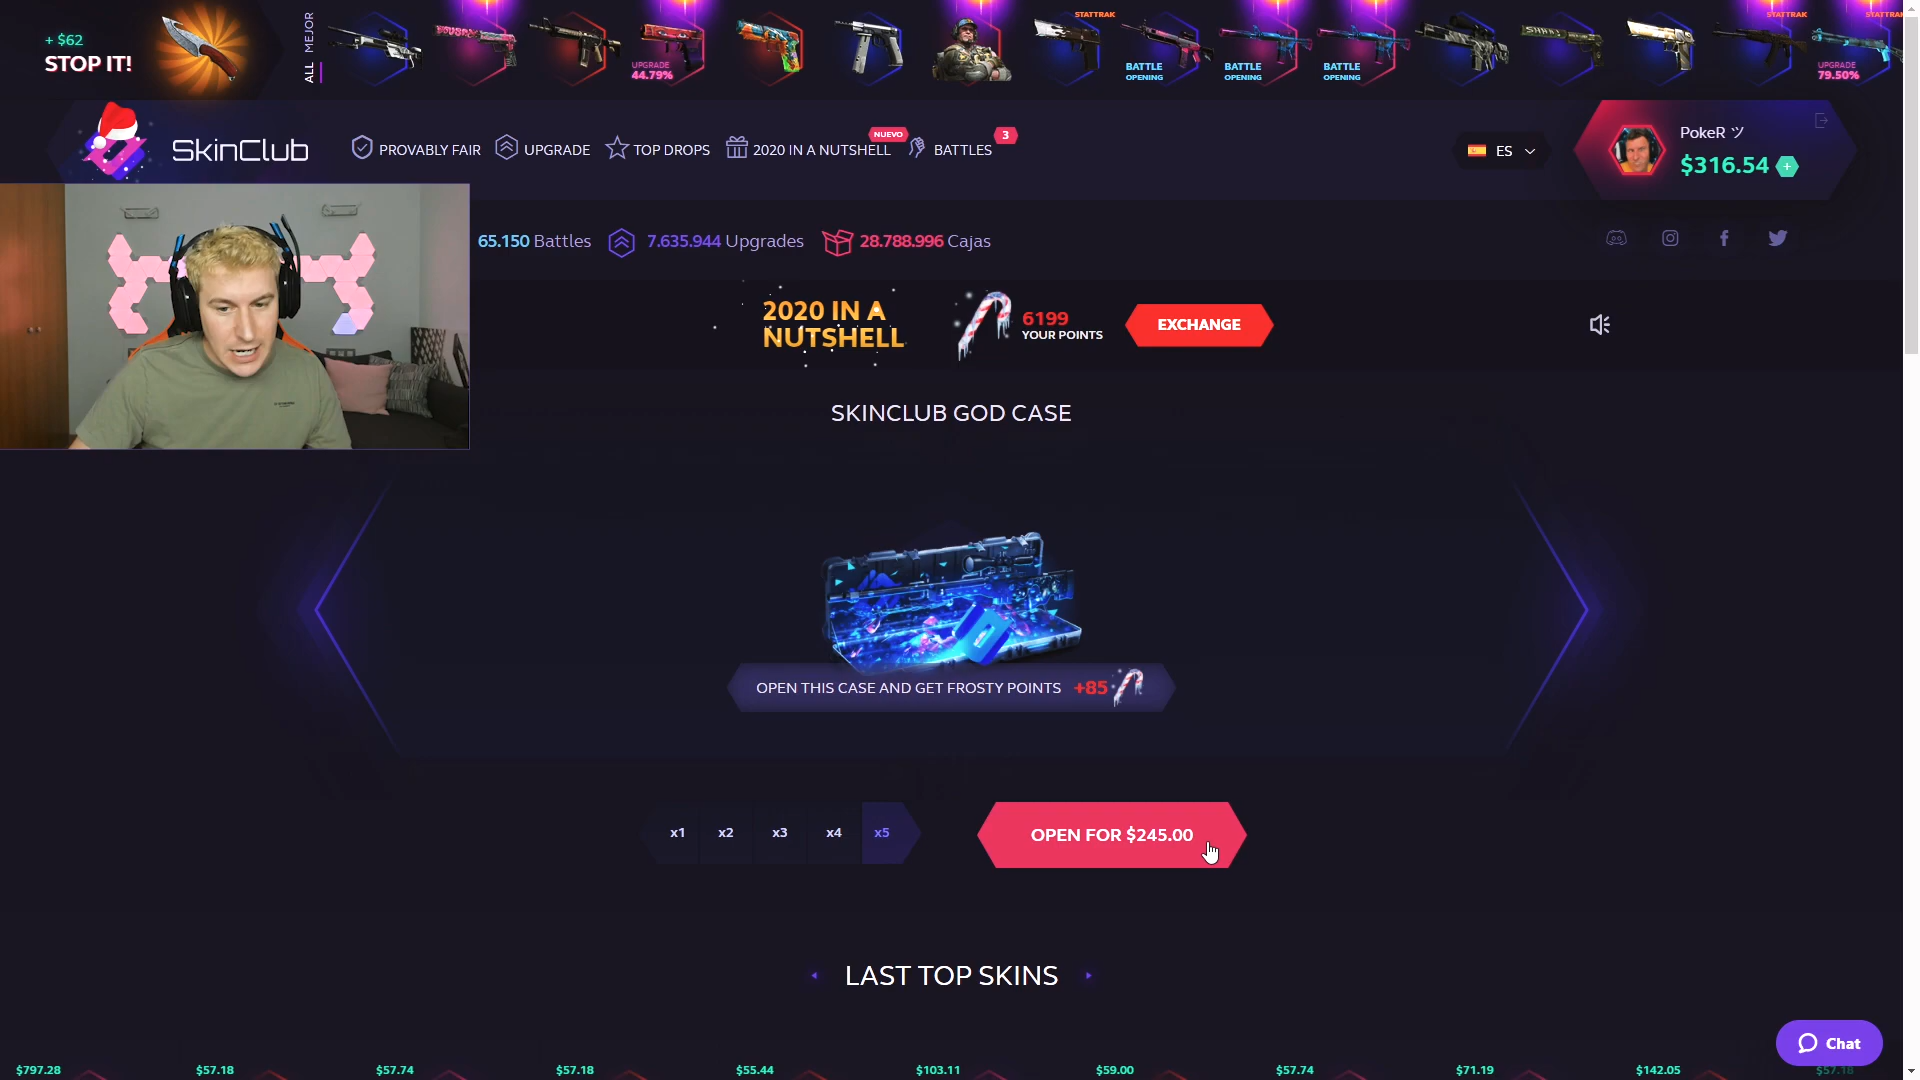 + $62
STOP IT!
ALL MEJOR
UPGRADE
44.79%
BATTLE
OPENING
BATTLE
OPENING
BATTLE
OPENING
STATTRAK
STATTRAK
STATTRAK
UPGRADE
79.50%
SKINCLUB
PROVABLY FAIR
UPGRADE
TOP DROPS
2020 IN A NUTSHELL
NUEVO
BATTLES
3
ES
PokeR ツ
$316.54 +
65.150 Battles
7.635.944 Upgrades
28.788.996 Cajas
2020 IN A
NUTSHELL
6199
YOUR POINTS
EXCHANGE
SKINCLUB GOD CASE
OPEN THIS CASE AND GET FROSTY POINTS +85
x1 x2 x3 x4 x5
OPEN FOR $245.00
LAST TOP SKINS
Chat
$797.28 $57.18 $57.74 $57.18 $55.44 $103.11 $59.00 $57.74 $71.19 $142.05 $57.18